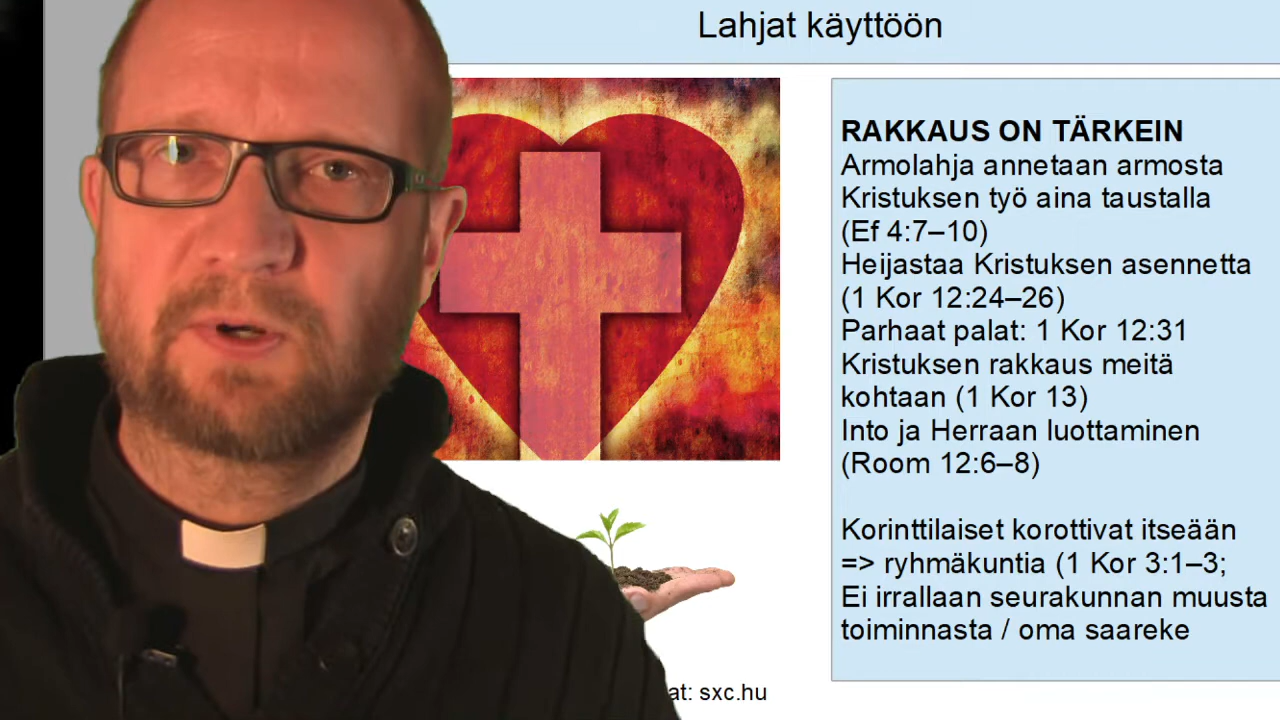 Lahjat käyttöön
RAKKAUS ON TÄRKEIN
Armolahja annetaan armosta
Kristuksen työ aina taustalla
(Ef 4:7–10)
Heijastaa Kristuksen asennetta
(1 Kor 12:24–26)
Parhaat palat: 1 Kor 12:31
Kristuksen rakkaus meitä
kohtaan (1 Kor 13)
Into ja Herraan luottaminen
(Room 12:6–8)
Korinttilaiset korottivat itseään
=> ryhmäkuntia (1 Kor 3:1–3;
Ei irrallaan seurakunnan muusta
toiminnasta / oma saareke
sxc.hu